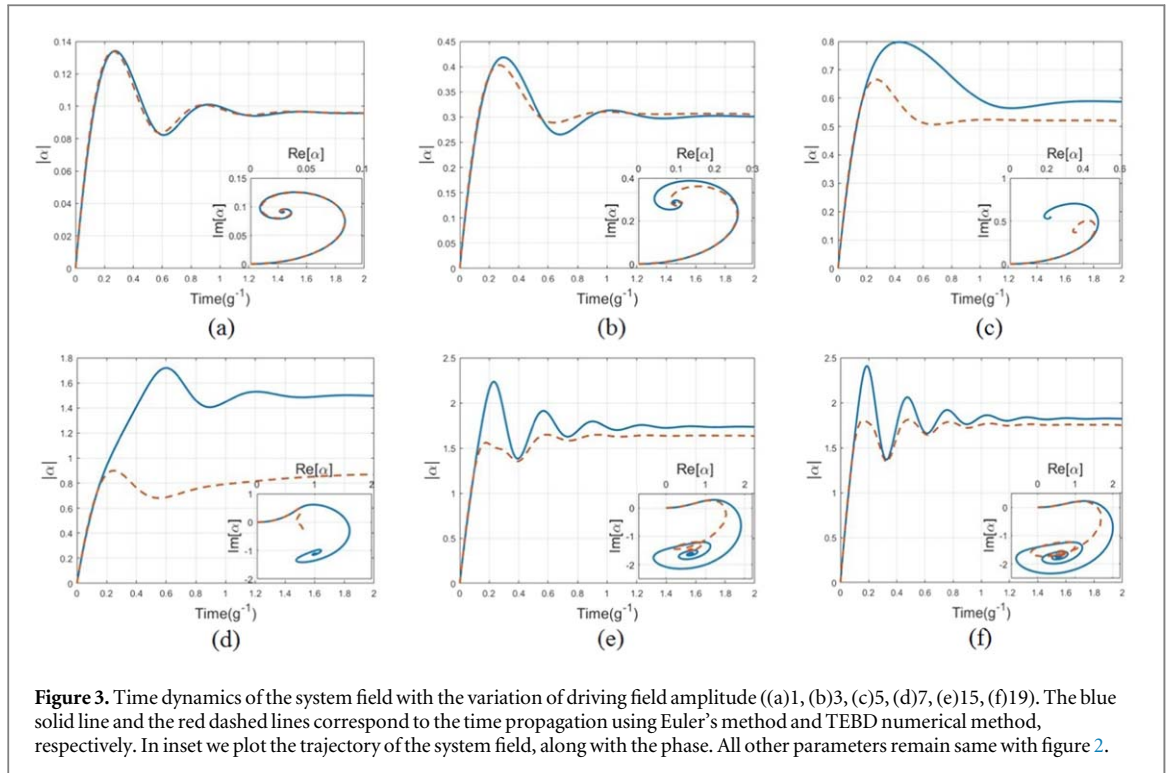 0.14
0.12
0.1
0.08
0.06
0.04
0.02
0
|α|
0 0.2 0.4 0.6 0.8 1 1.2 1.4 1.6 1.8 2
Time(g⁻¹)
Re[α]
0 0.05 0.1
0.15
0.1
0.05
0
Im[α]
(a)
0.45
0.4
0.35
0.3
0.25
0.2
0.15
0.1
0.05
0
|α|
0 0.2 0.4 0.6 0.8 1 1.2 1.4 1.6 1.8 2
Time(g⁻¹)
Re[α]
0 0.1 0.2 0.3
0.4
0.2
0
Im[α]
(b)
0.8
0.7
0.6
0.5
0.4
0.3
0.2
0.1
0
|α|
0 0.2 0.4 0.6 0.8 1 1.2 1.4 1.6 1.8 2
Time(g⁻¹)
Re[α]
0 0.2 0.4 0.6
1
0.5
0
Im[α]
(c)
1.8
1.6
1.4
1.2
1
0.8
0.6
0.4
0.2
0
|α|
0 0.2 0.4 0.6 0.8 1 1.2 1.4 1.6 1.8 2
Time(g⁻¹)
Re[α]
0 1 2
1
0
-1
-2
Im[α]
(d)
2.5
2
1.5
1
0.5
0
|α|
0 0.2 0.4 0.6 0.8 1 1.2 1.4 1.6 1.8 2
Time(g⁻¹)
Re[α]
0 1 2
0
-1
-2
Im[α]
(e)
2.5
2
1.5
1
0.5
0
|α|
0 0.2 0.4 0.6 0.8 1 1.2 1.4 1.6 1.8 2
Time(g⁻¹)
Re[α]
0 1 2
0
-1
-2
Im[α]
(f)
Figure 3. Time dynamics of the system field with the variation of driving field amplitude ((a)1, (b)3, (c)5, (d)7, (e)15, (f)19). The blue
solid line and the red dashed lines correspond to the time propagation using Euler's method and TEBD numerical method,
respectively. In inset we plot the trajectory of the system field, along with the phase. All other parameters remain same with figure 2.